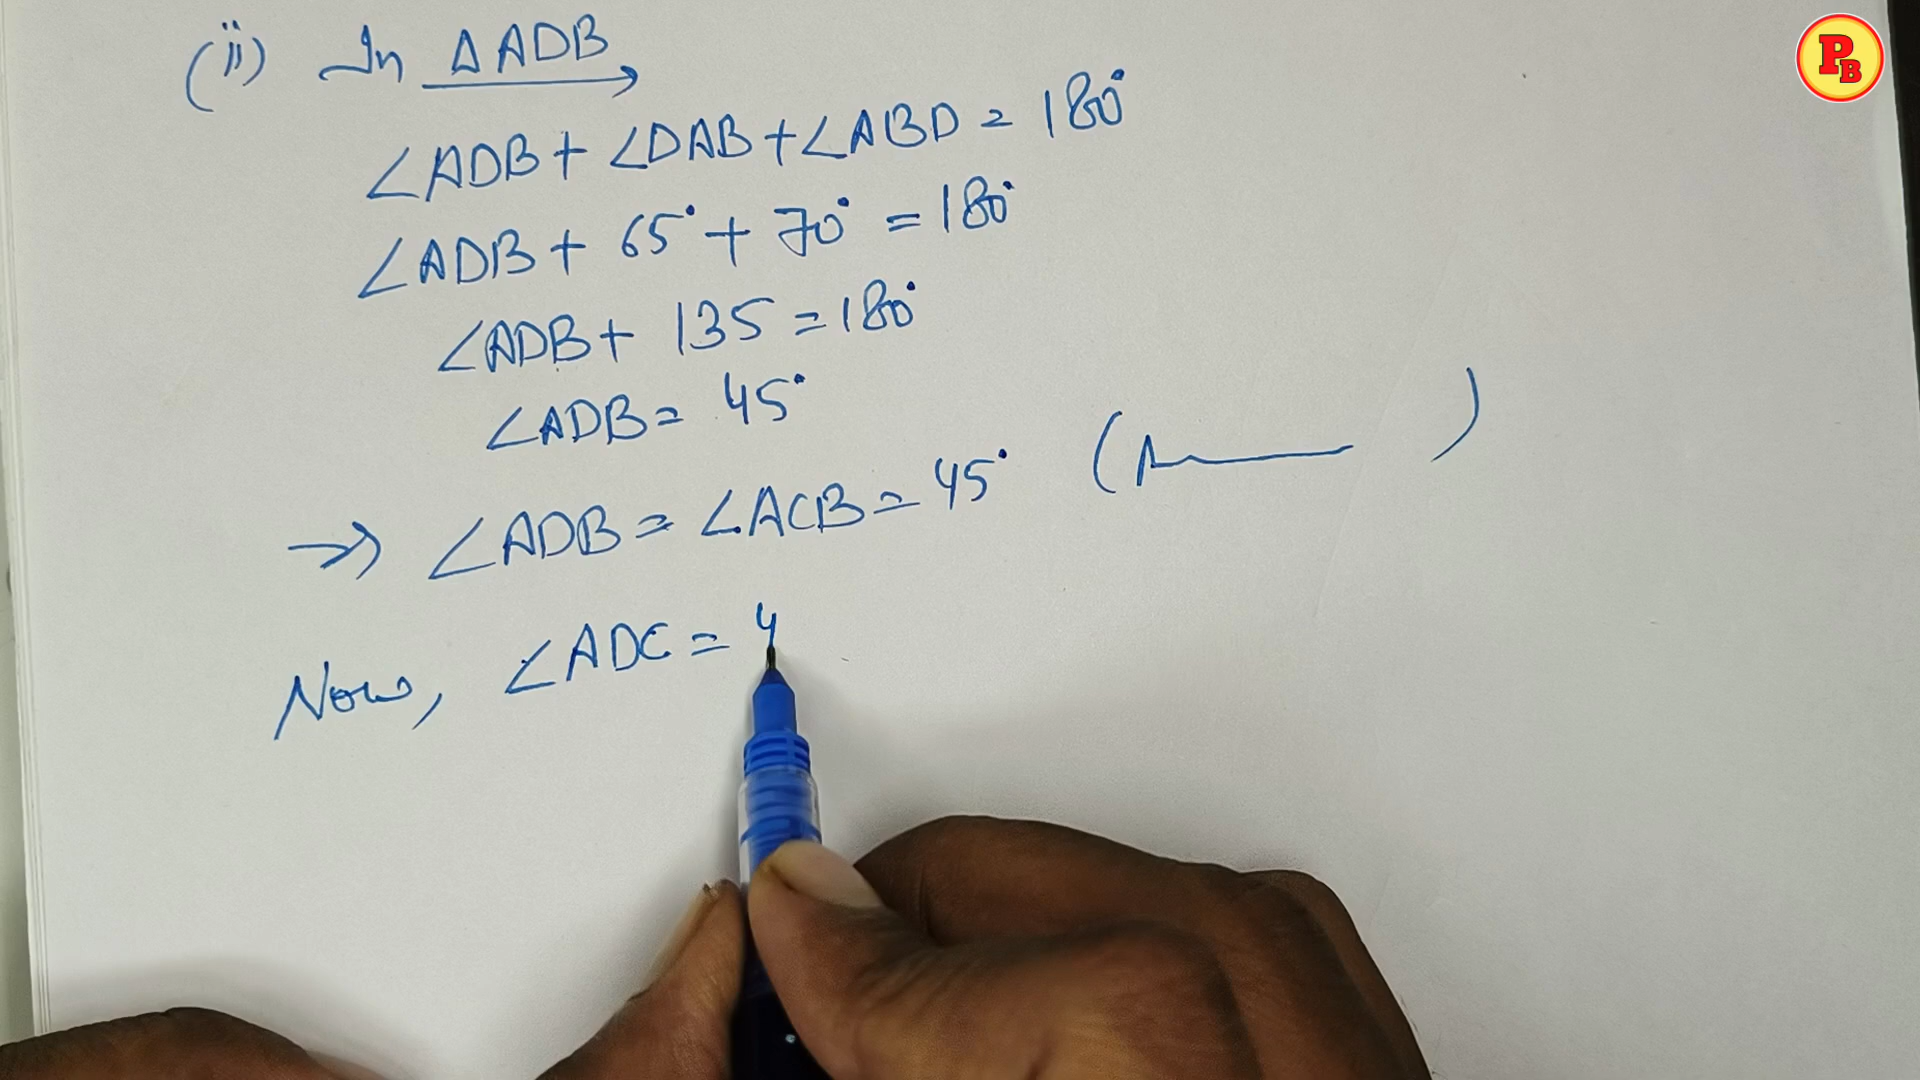 (ii) In △ADB
∠ADB + ∠DAB + ∠ABD = 180°
∠ADB + 65° + 70° = 180°
∠ADB + 135 = 180°
∠ADB = 45°
⇒ ∠ADB = ∠ACB = 45° ( )
Now, ∠ADC = 4
PB